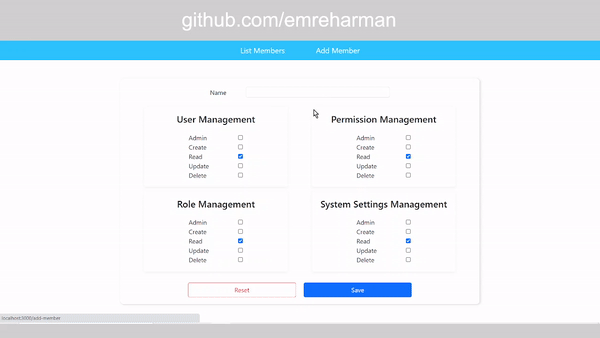 github.com/emreharman
List Members Add Member
Name
User Management
Admin
Create
Read
Update
Delete
Permission Management
Admin
Create
Read
Update
Delete
Role Management
Admin
Create
Read
Update
Delete
System Settings Management
Admin
Create
Read
Update
Delete
Reset Save
localhost:3000/add-member